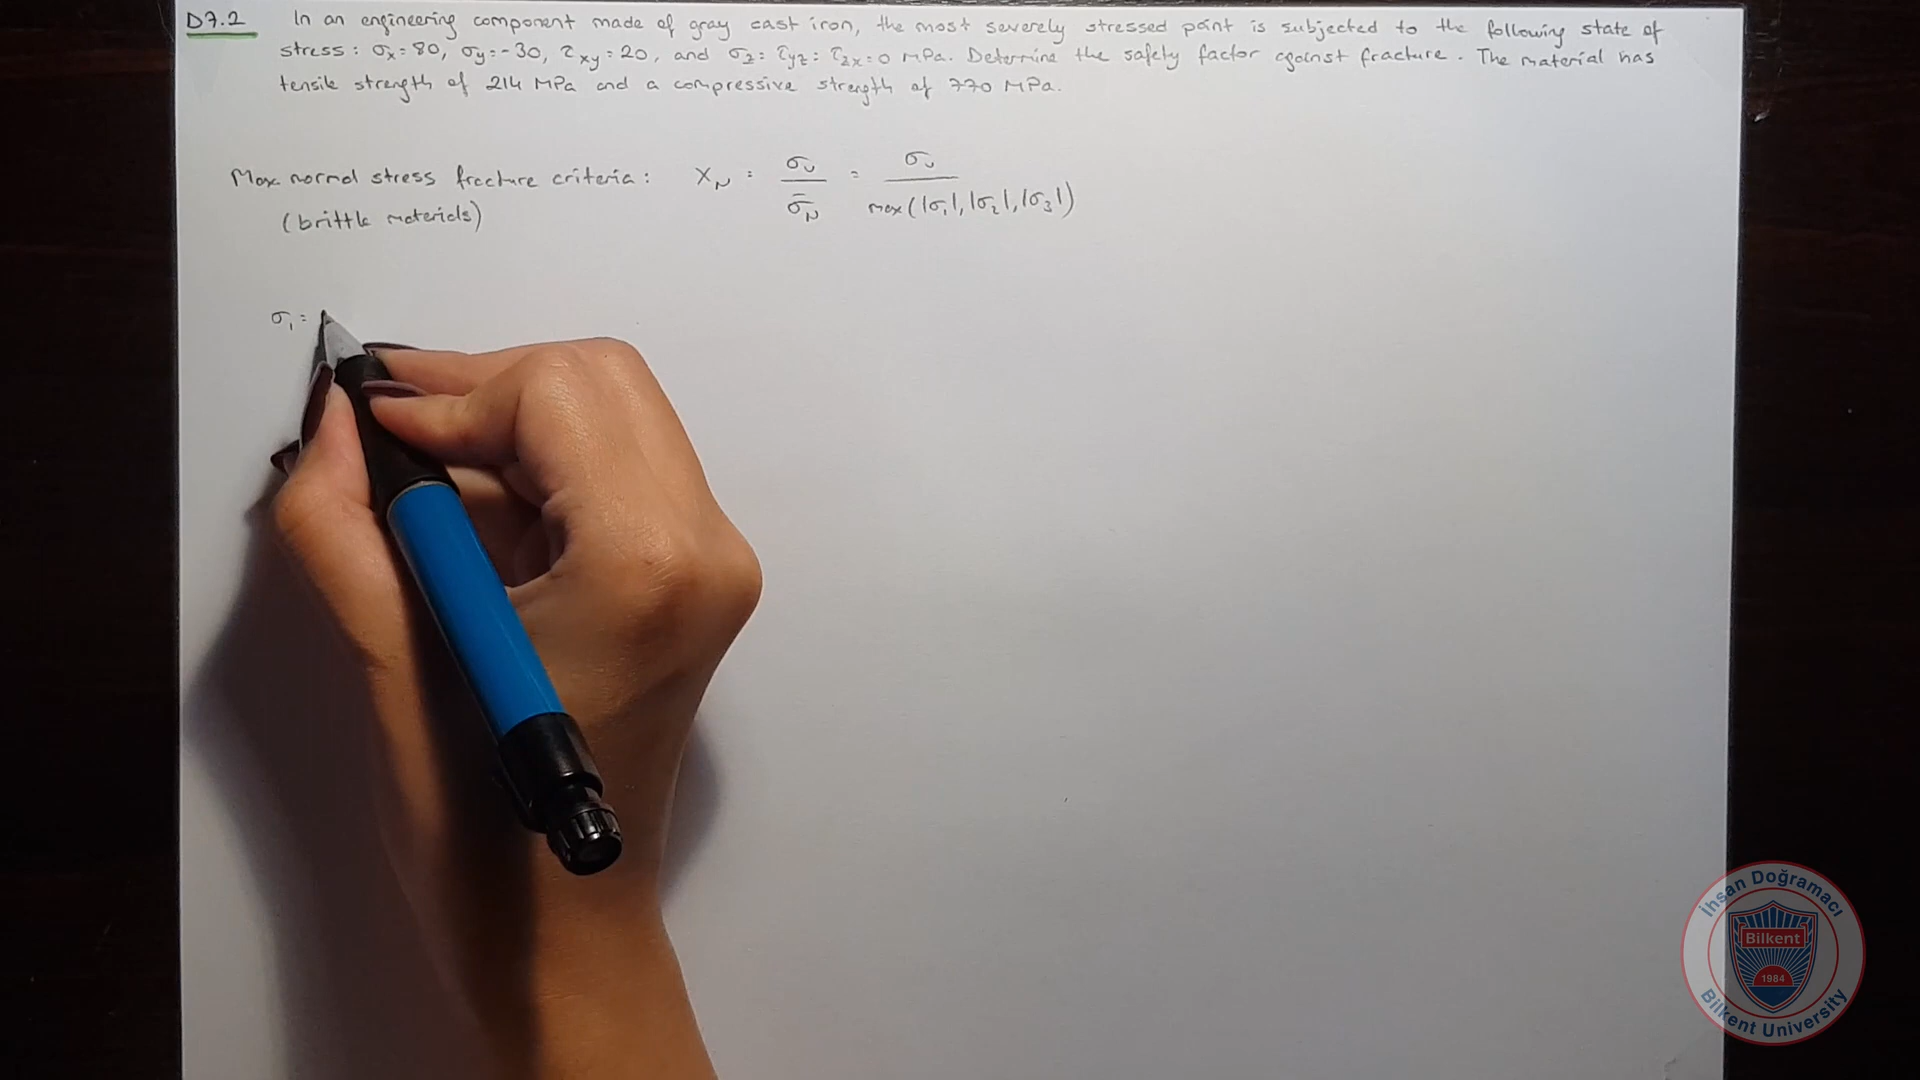 D7.2 In an engineering component made of gray cast iron, the most severely stressed point is subjected to the following state of
stress: σx = 80, σy = -30, τxy = 20, and σz = τyz = τzx = 0 MPa. Determine the safety factor against fracture. The material has
tensile strength of 214 MPa and a compressive strength of 770 MPa.
Max normal stress fracture criteria: X_N = σu / σ̄_N = σu / max(|σ1|, |σ2|, |σ3|)
(brittle materials)
σ1 =
İhsan Doğramacı
Bilkent
1984
Bilkent University